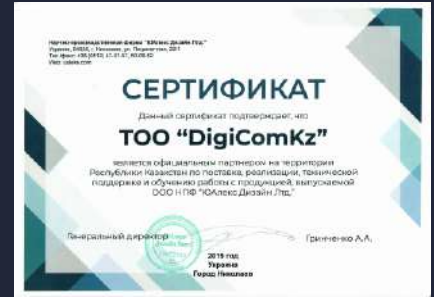 СЕРТИФИКАТ
Данный сертификат подтверждает, что
ТОО "DigiComKz"
является официальным партнером на территории
Республики Казахстан по поставке, реализации, технической
поддержке и обучению работы с продукцией, выпускаемой
ООО НПФ "ЮАлекс Дизайн Лтд."
Генеральный директор
Гринченко А.А.
2019 год
Украина
Город Николаев